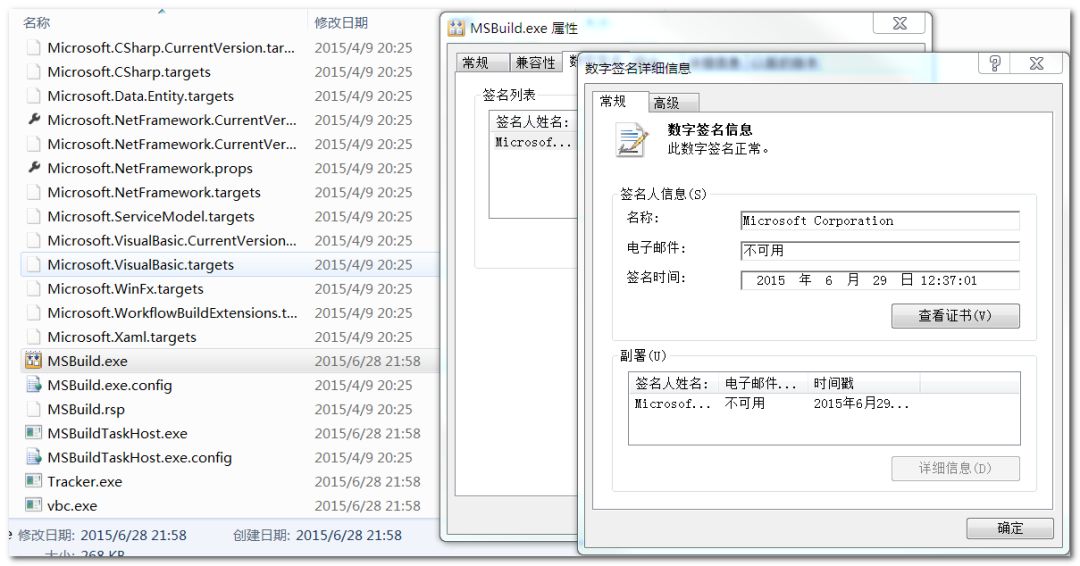 名称 修改日期
Microsoft.CSharp.CurrentVersion.tar... 2015/4/9 20:25
Microsoft.CSharp.targets 2015/4/9 20:25
Microsoft.Data.Entity.targets 2015/4/9 20:25
Microsoft.NetFramework.CurrentVer... 2015/4/9 20:25
Microsoft.NetFramework.CurrentVer... 2015/4/9 20:25
Microsoft.NetFramework.props 2015/4/9 20:25
Microsoft.NetFramework.targets 2015/4/9 20:25
Microsoft.ServiceModel.targets 2015/4/9 20:25
Microsoft.VisualBasic.CurrentVersion... 2015/4/9 20:25
Microsoft.VisualBasic.targets 2015/4/9 20:25
Microsoft.WinFx.targets 2015/4/9 20:25
Microsoft.WorkflowBuildExtensions.t... 2015/4/9 20:25
Microsoft.Xaml.targets 2015/4/9 20:25
MSBuild.exe 2015/6/28 21:58
MSBuild.exe.config 2015/4/9 20:25
MSBuild.rsp 2015/4/9 20:25
MSBuildTaskHost.exe 2015/6/28 21:58
MSBuildTaskHost.exe.config 2015/4/9 20:25
Tracker.exe 2015/6/28 21:58
vbc.exe 2015/6/28 21:58
修改日期: 2015/6/28 21:58 创建日期: 2015/6/28 21:58
大小: 268 KB
MSBuild.exe 属性
常规 兼容性
签名列表
签名人姓名:
Microsof...
数字签名详细信息
常规 高级
数字签名信息
此数字签名正常。
签名人信息(S)
名称: Microsoft Corporation
电子邮件: 不可用
签名时间: 2015 年 6 月 29 日 12:37:01
查看证书(V)
副署(U)
签名人姓名: 电子邮件... 时间戳
Microsof... 不可用 2015年6月29...
详细信息(D)
确定